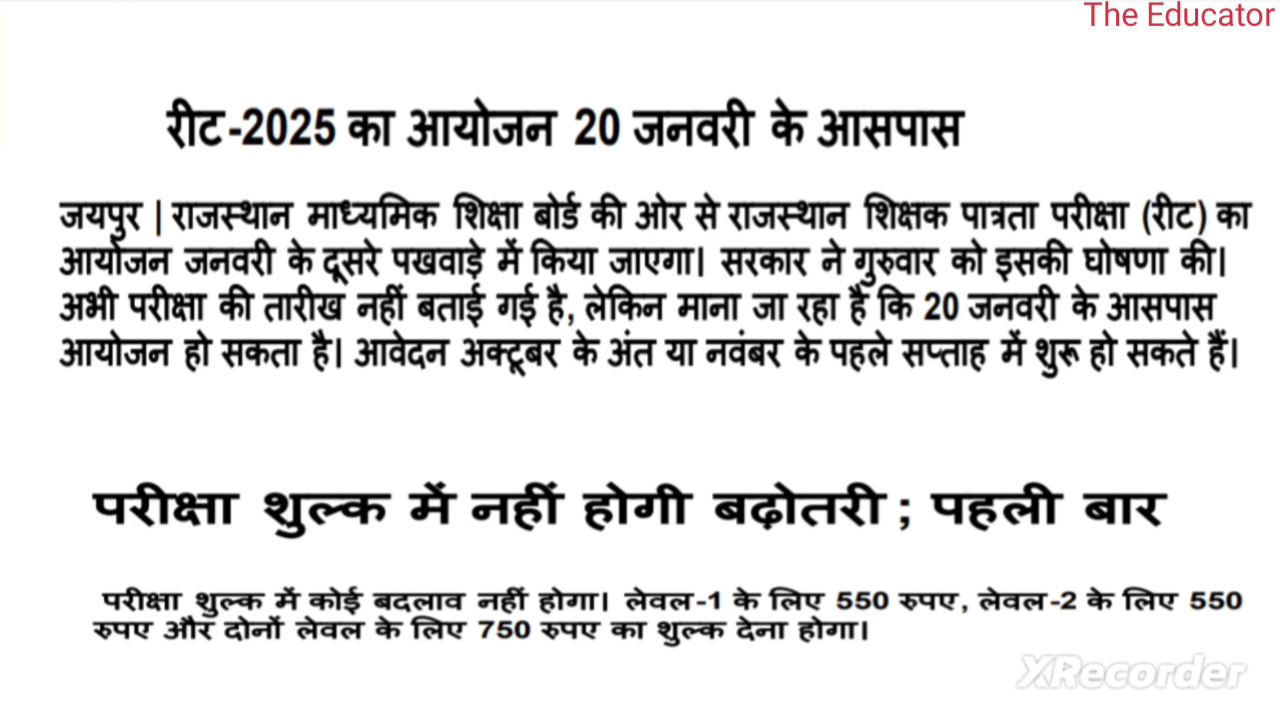 The Educator
रीट-2025 का आयोजन 20 जनवरी के आसपास
जयपुर | राजस्थान माध्यमिक शिक्षा बोर्ड की ओर से राजस्थान शिक्षक पात्रता परीक्षा (रीट) का
आयोजन जनवरी के दूसरे पखवाड़े में किया जाएगा। सरकार ने गुरुवार को इसकी घोषणा की।
अभी परीक्षा की तारीख नहीं बताई गई है, लेकिन माना जा रहा है कि 20 जनवरी के आसपास
आयोजन हो सकता है। आवेदन अक्टूबर के अंत या नवंबर के पहले सप्ताह में शुरू हो सकते हैं।
परीक्षा शुल्क में नहीं होगी बढ़ोतरी ; पहली बार
परीक्षा शुल्क में कोई बदलाव नहीं होगा। लेवल-1 के लिए 550 रुपए, लेवल-2 के लिए 550
रुपए और दोनों लेवल के लिए 750 रुपए का शुल्क देना होगा।
XRecorder